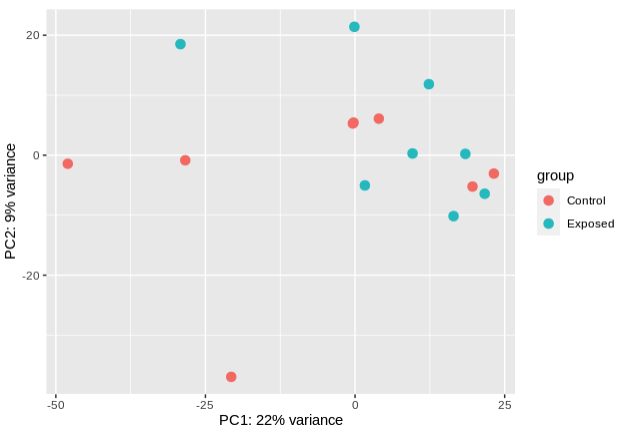 20
0
-20
-50
-25
0
25
PC1: 22% variance
PC2: 9% variance
group
Control
Exposed